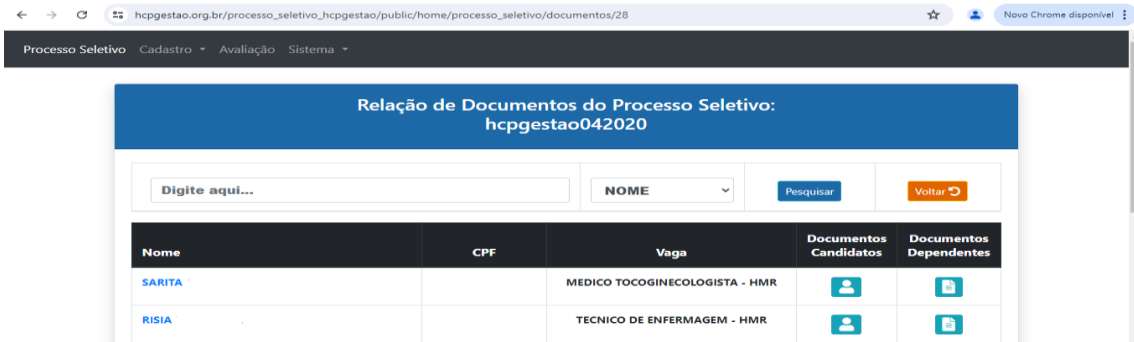 hcpgestao.org.br/processo_seletivo_hcpgestao/public/home/processo_seletivo/documentos/28
Novo Chrome disponível
Processo Seletivo Cadastro Avaliação Sistema
Relação de Documentos do Processo Seletivo:
hcpgestao042020
Digite aqui... NOME Pesquisar Voltar
Nome CPF Vaga Documentos Candidatos Documentos Dependentes
SARITA MEDICO TOCOGINECOLOGISTA - HMR
RISIA TECNICO DE ENFERMAGEM - HMR